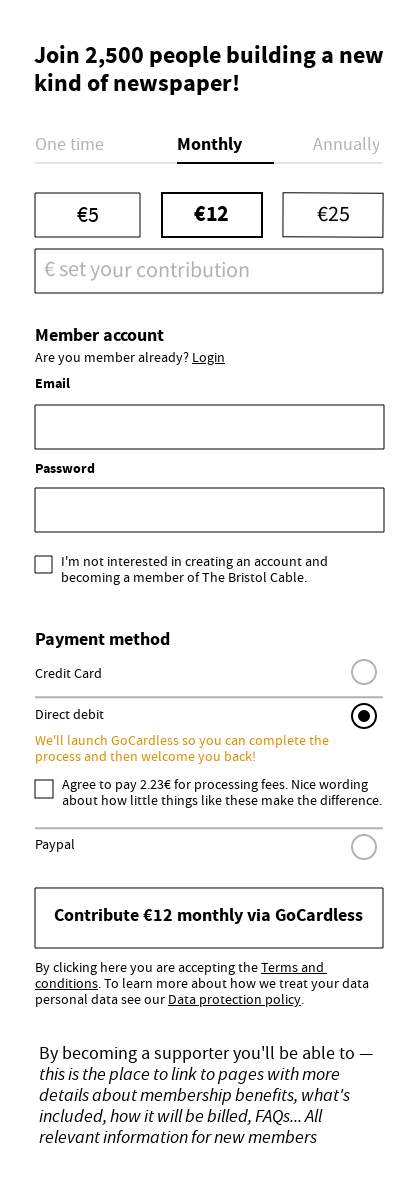 Join 2,500 people building a new
kind of newspaper!
One time Monthly Annually
€5 €12 €25
€ set your contribution
Member account
Are you member already? Login
Email
Password
I'm not interested in creating an account and
becoming a member of The Bristol Cable.
Payment method
Credit Card
Direct debit
We'll launch GoCardless so you can complete the
process and then welcome you back!
Agree to pay 2.23€ for processing fees. Nice wording
about how little things like these make the difference.
Paypal
Contribute €12 monthly via GoCardless
By clicking here you are accepting the Terms and
conditions. To learn more about how we treat your data
personal data see our Data protection policy.
By becoming a supporter you'll be able to —
this is the place to link to pages with more
details about membership benefits, what's
included, how it will be billed, FAQs... All
relevant information for new members